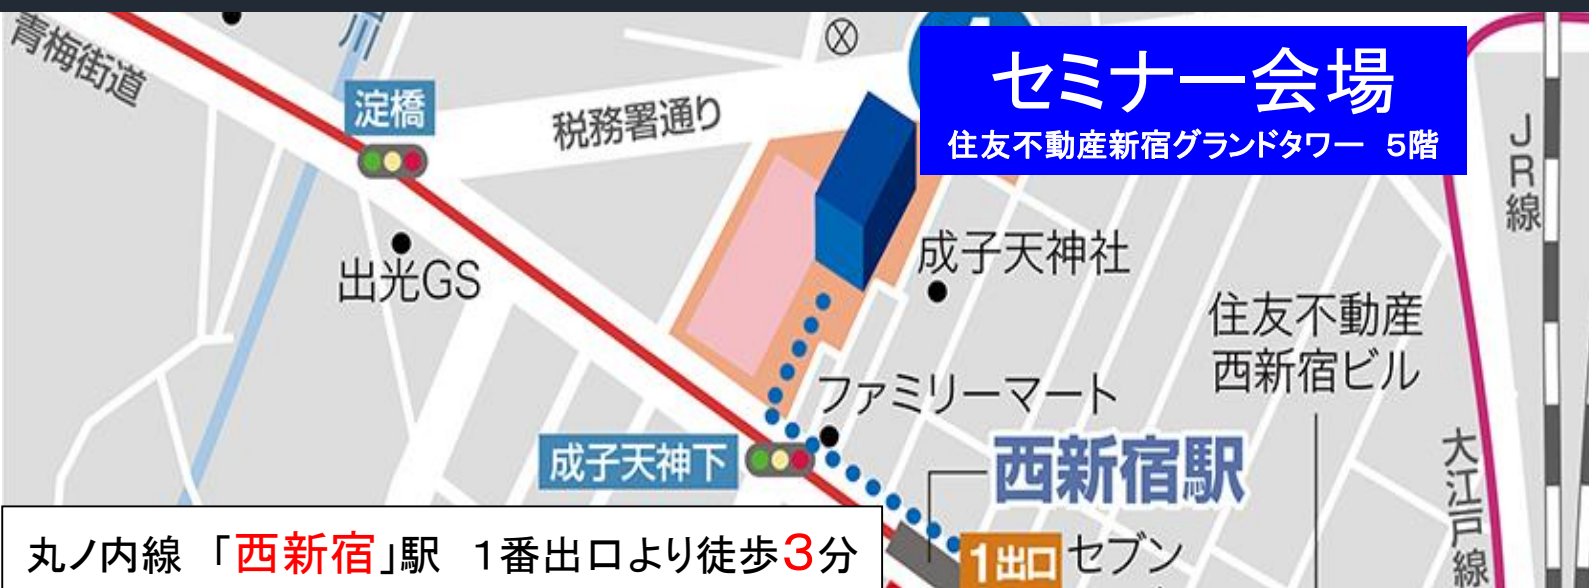 青梅街道
川
淀橋
税務署通り
セミナー会場
住友不動産新宿グランドタワー　5階
JR線
出光GS
成子天神社
住友不動産
西新宿ビル
ファミリーマート
成子天神下
西新宿駅
大江戸線
丸ノ内線　「西新宿」駅　1番出口より徒歩3分
1出口
セブン